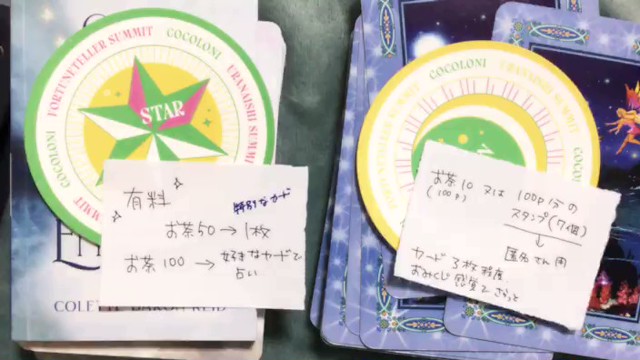 FORTUNETELLER SUMMIT
COCOLONI
URANAISHI SUMMIT
COCOLONI
STAR
有料
特別なカード
お茶50→1枚
お茶100→好きなカードで
占い
COLETTE BARON REID
COCOLONI
URANAISHI SUMMIT
お茶10 又は 100p分の
(100p)
スタンプ(7個)
↓
匿名さん用
カード3枚程度
おみくじ感覚でさらっと